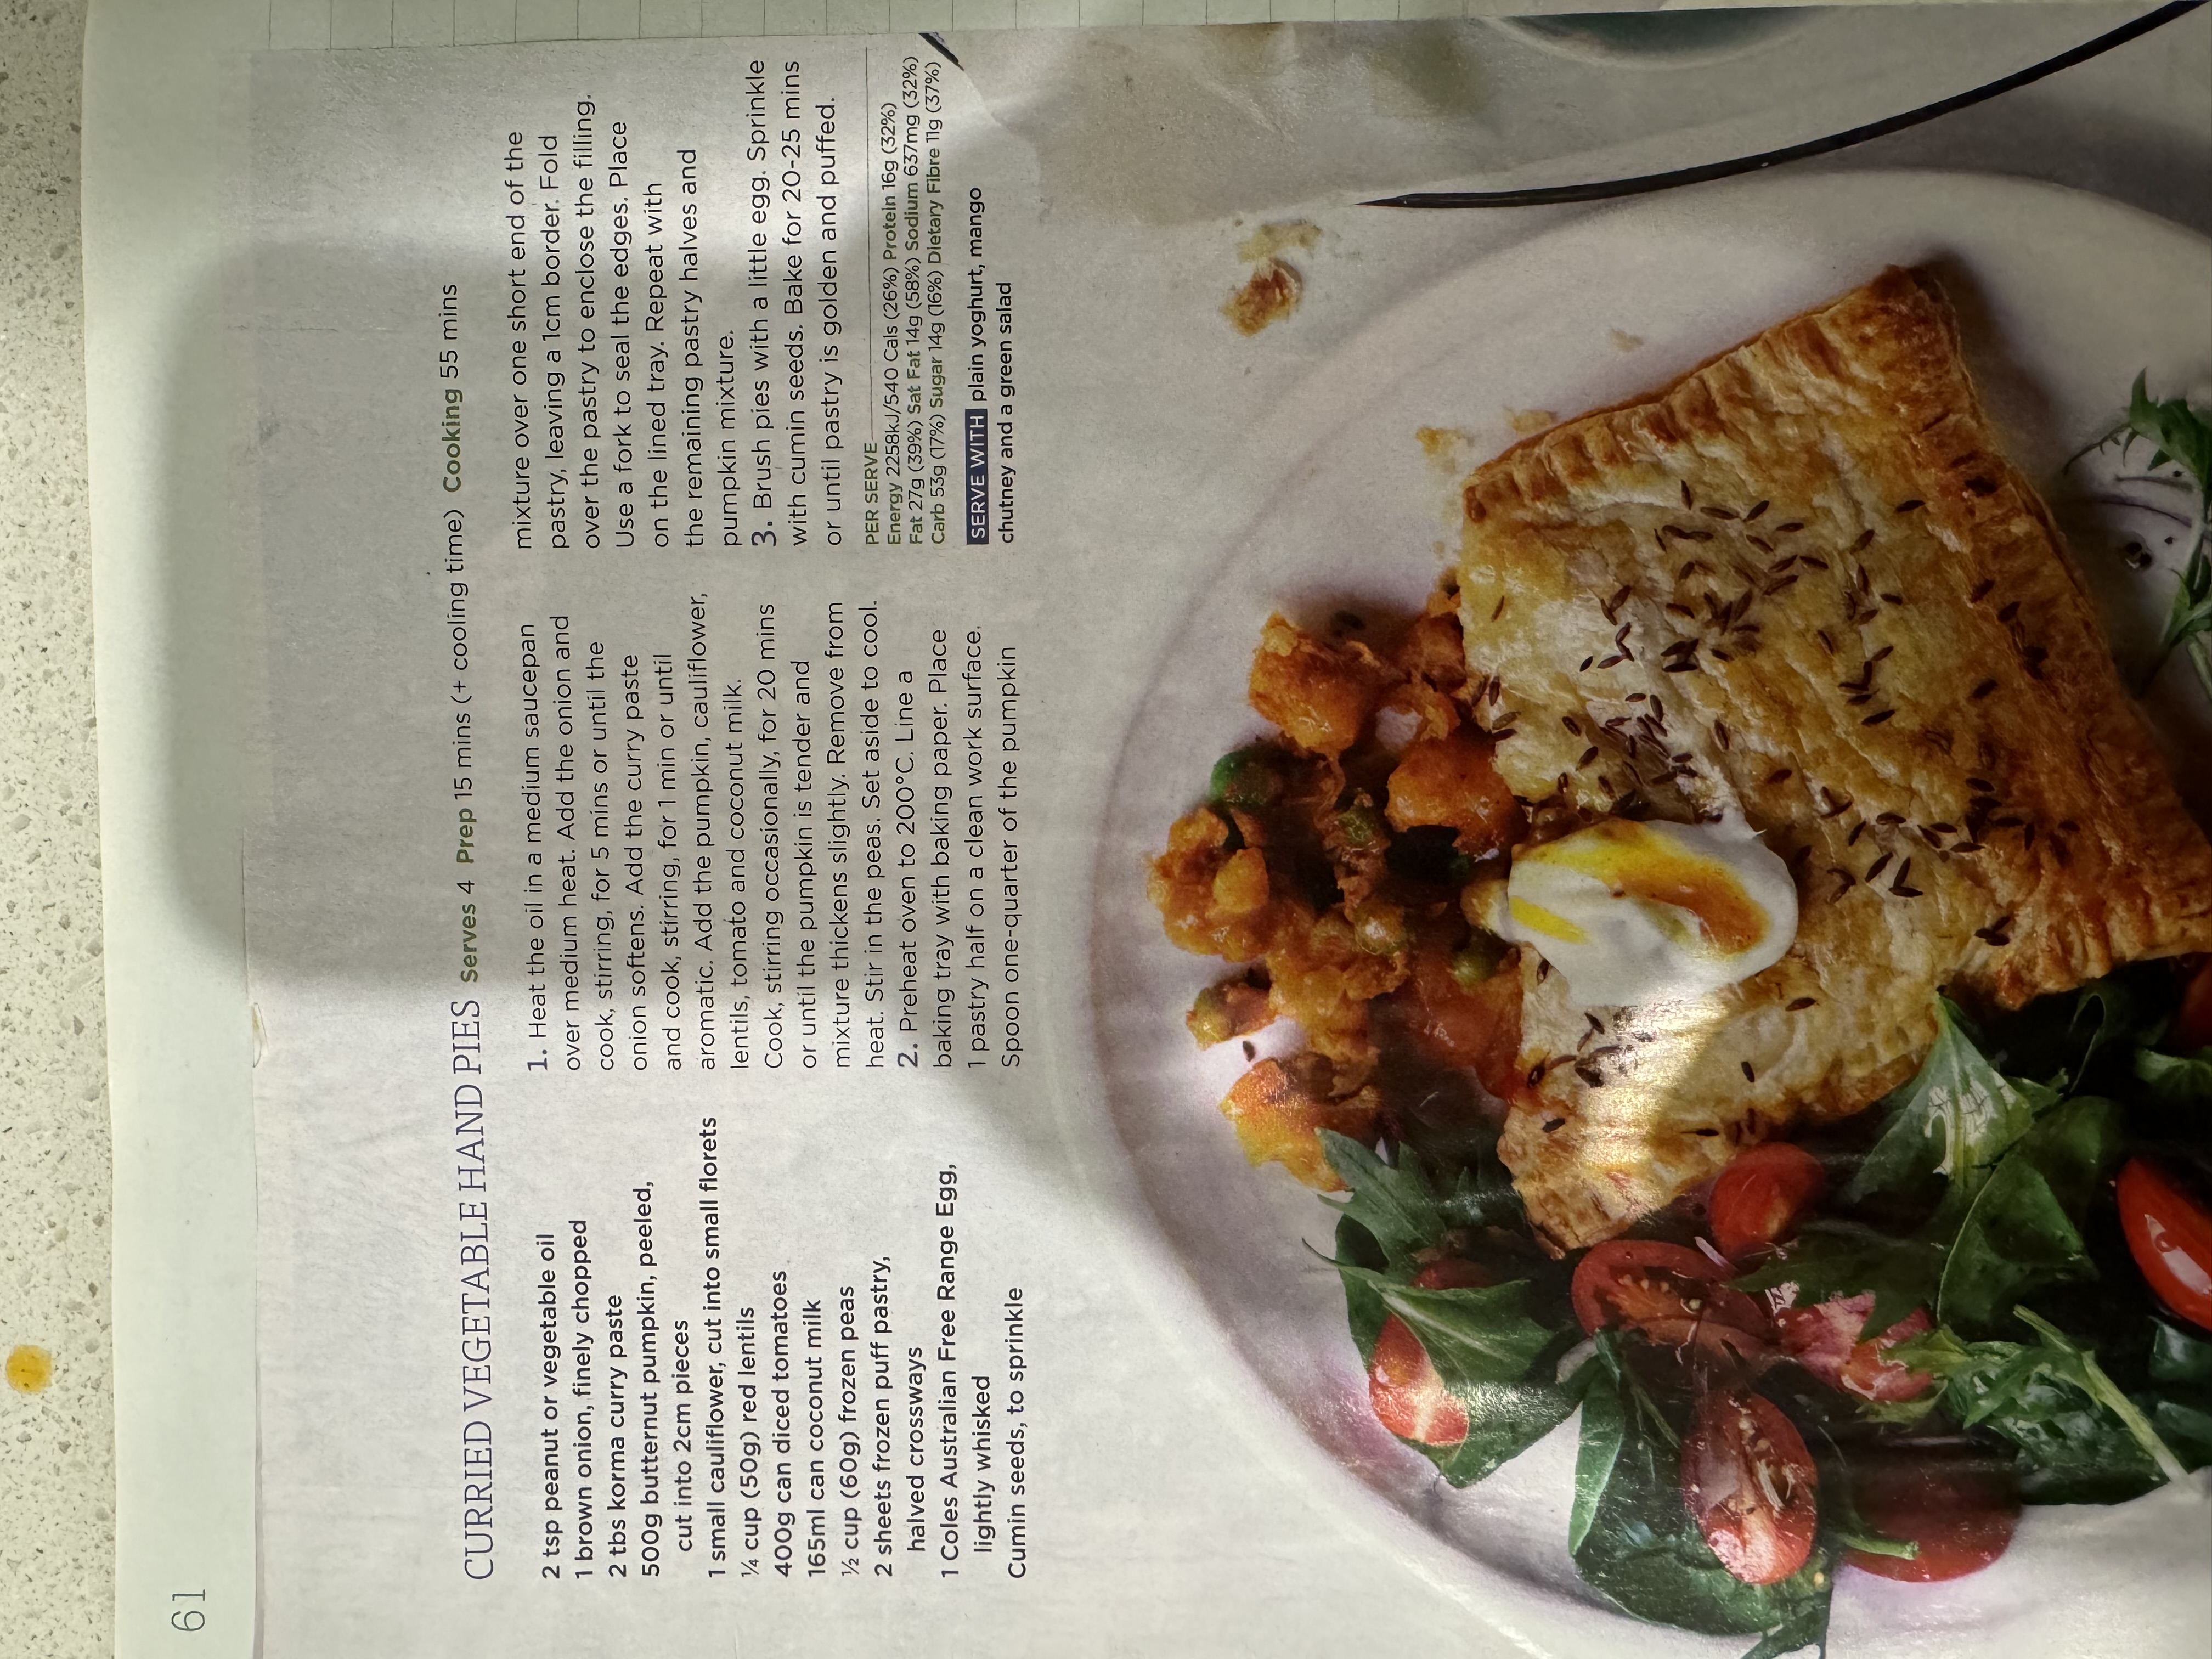 61
CURRIED VEGETABLE HAND PIES Serves 4 Prep 15 mins (+ cooling time) Cooking 55 mins
2 tsp peanut or vegetable oil
1 brown onion, finely chopped
2 tbs korma curry paste
500g butternut pumpkin, peeled,
cut into 2cm pieces
1 small cauliflower, cut into small florets
¼ cup (50g) red lentils
400g can diced tomatoes
165ml can coconut milk
½ cup (60g) frozen peas
2 sheets frozen puff pastry,
halved crossways
1 Coles Australian Free Range Egg,
lightly whisked
Cumin seeds, to sprinkle
1. Heat the oil in a medium saucepan
over medium heat. Add the onion and
cook, stirring, for 5 mins or until the
onion softens. Add the curry paste
and cook, stirring, for 1 min or until
aromatic. Add the pumpkin, cauliflower,
lentils, tomato and coconut milk.
Cook, stirring occasionally, for 20 mins
or until the pumpkin is tender and
mixture thickens slightly. Remove from
heat. Stir in the peas. Set aside to cool.
2. Preheat oven to 200°C. Line a
baking tray with baking paper. Place
1 pastry half on a clean work surface.
Spoon one-quarter of the pumpkin
mixture over one short end of the
pastry, leaving a 1cm border. Fold
over the pastry to enclose the filling.
Use a fork to seal the edges. Place
on the lined tray. Repeat with
the remaining pastry halves and
pumpkin mixture.
3. Brush pies with a little egg. Sprinkle
with cumin seeds. Bake for 20-25 mins
or until pastry is golden and puffed.
PER SERVE
Energy 2258kJ/540 Cals (26%) Protein 16g (32%)
Fat 27g (39%) Sat Fat 14g (58%) Sodium 637mg (32%)
Carb 53g (17%) Sugar 14g (16%) Dietary Fibre 11g (37%)
SERVE WITH plain yoghurt, mango
chutney and a green salad